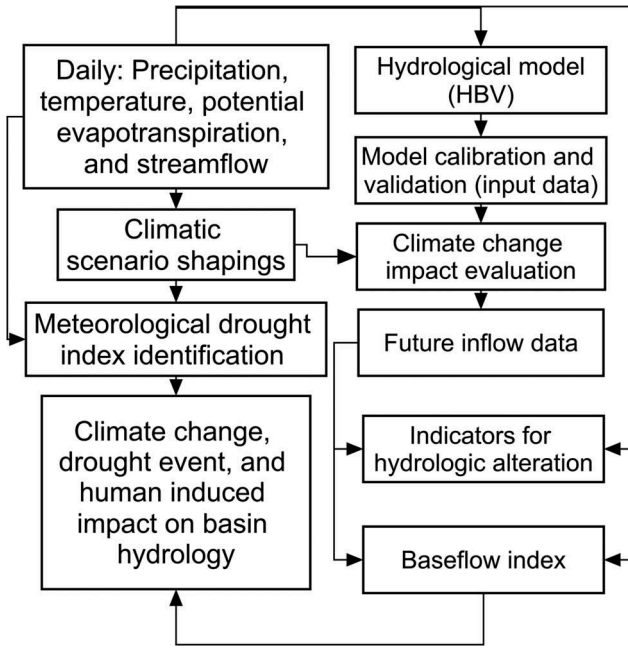 Daily: Precipitation,
temperature, potential
evapotranspiration,
and streamflow
Climatic
scenario shapings
Meteorological drought
index identification
Climate change,
drought event, and
human induced
impact on basin
hydrology
Hydrological model
(HBV)
Model calibration and
validation (input data)
Climate change
impact evaluation
Future inflow data
Indicators for
hydrologic alteration
Baseflow index